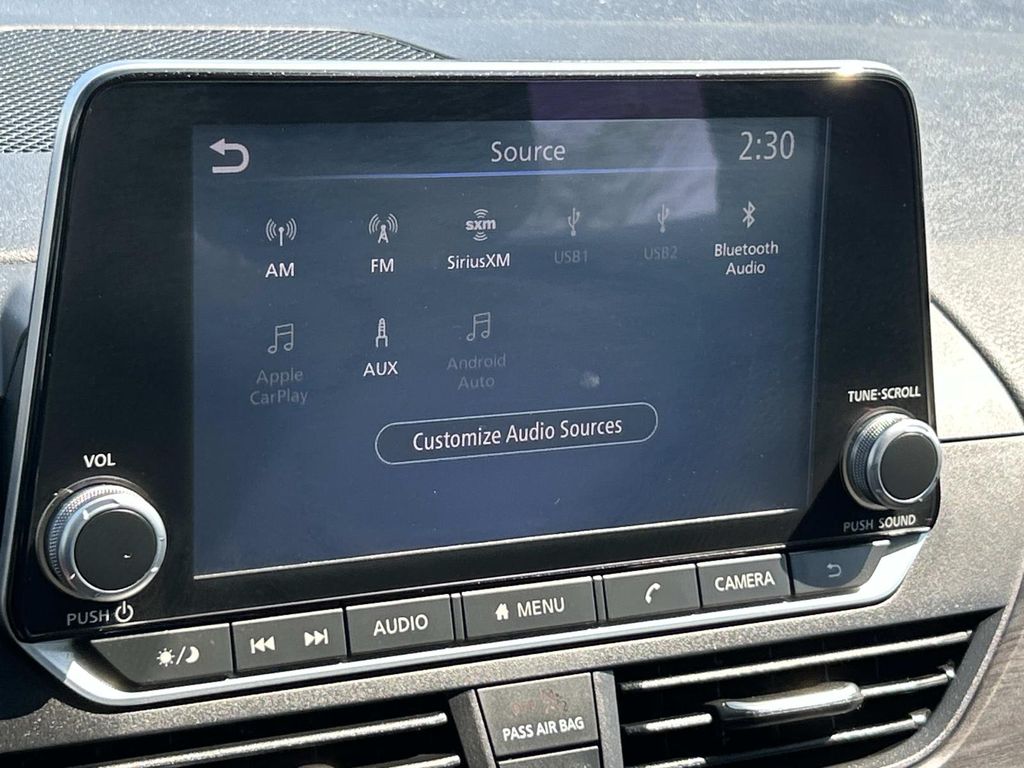 Source
2:30
AM
FM
sxm
SiriusXM
USB1
USB2
Bluetooth
Audio
Apple
CarPlay
AUX
Android
Auto
Customize Audio Sources
VOL
PUSH
TUNE·SCROLL
PUSH SOUND
AUDIO
MENU
CAMERA
PASS AIR BAG